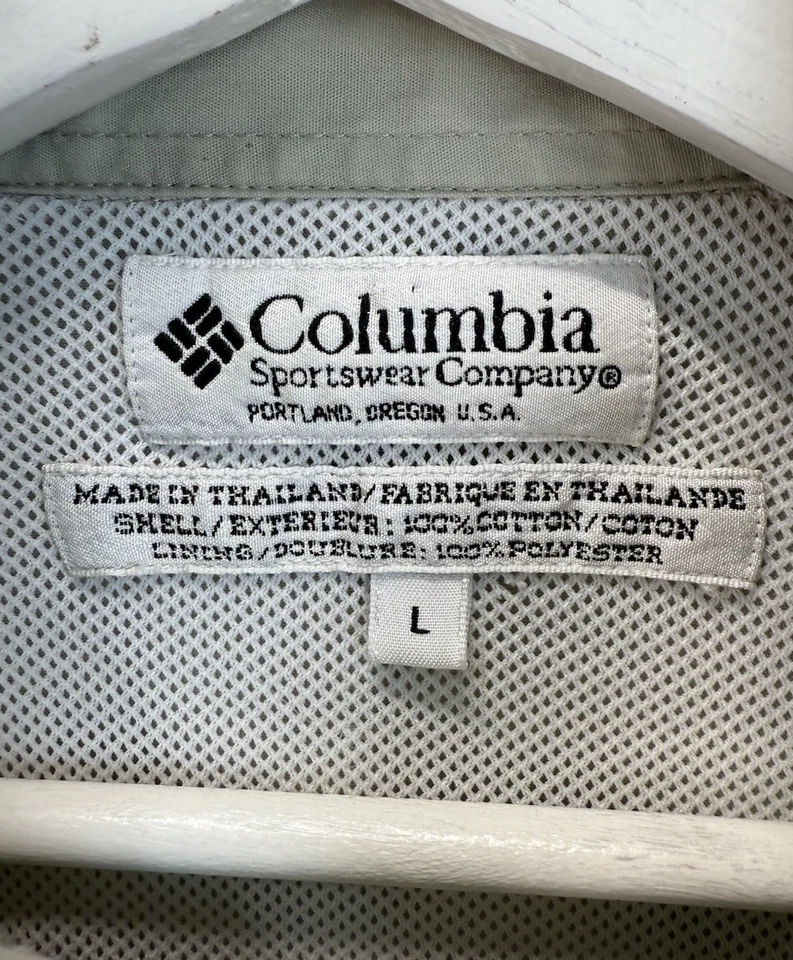 Columbia
Sportswear Company®
PORTLAND, OREGON U.S.A.
MADE IN THAILAND/FABRIQUE EN THAILANDE
SHELL/EXTERIEUR: 100% COTTON/COTON
LINING/DOUBLURE: 100% POLYESTER
L